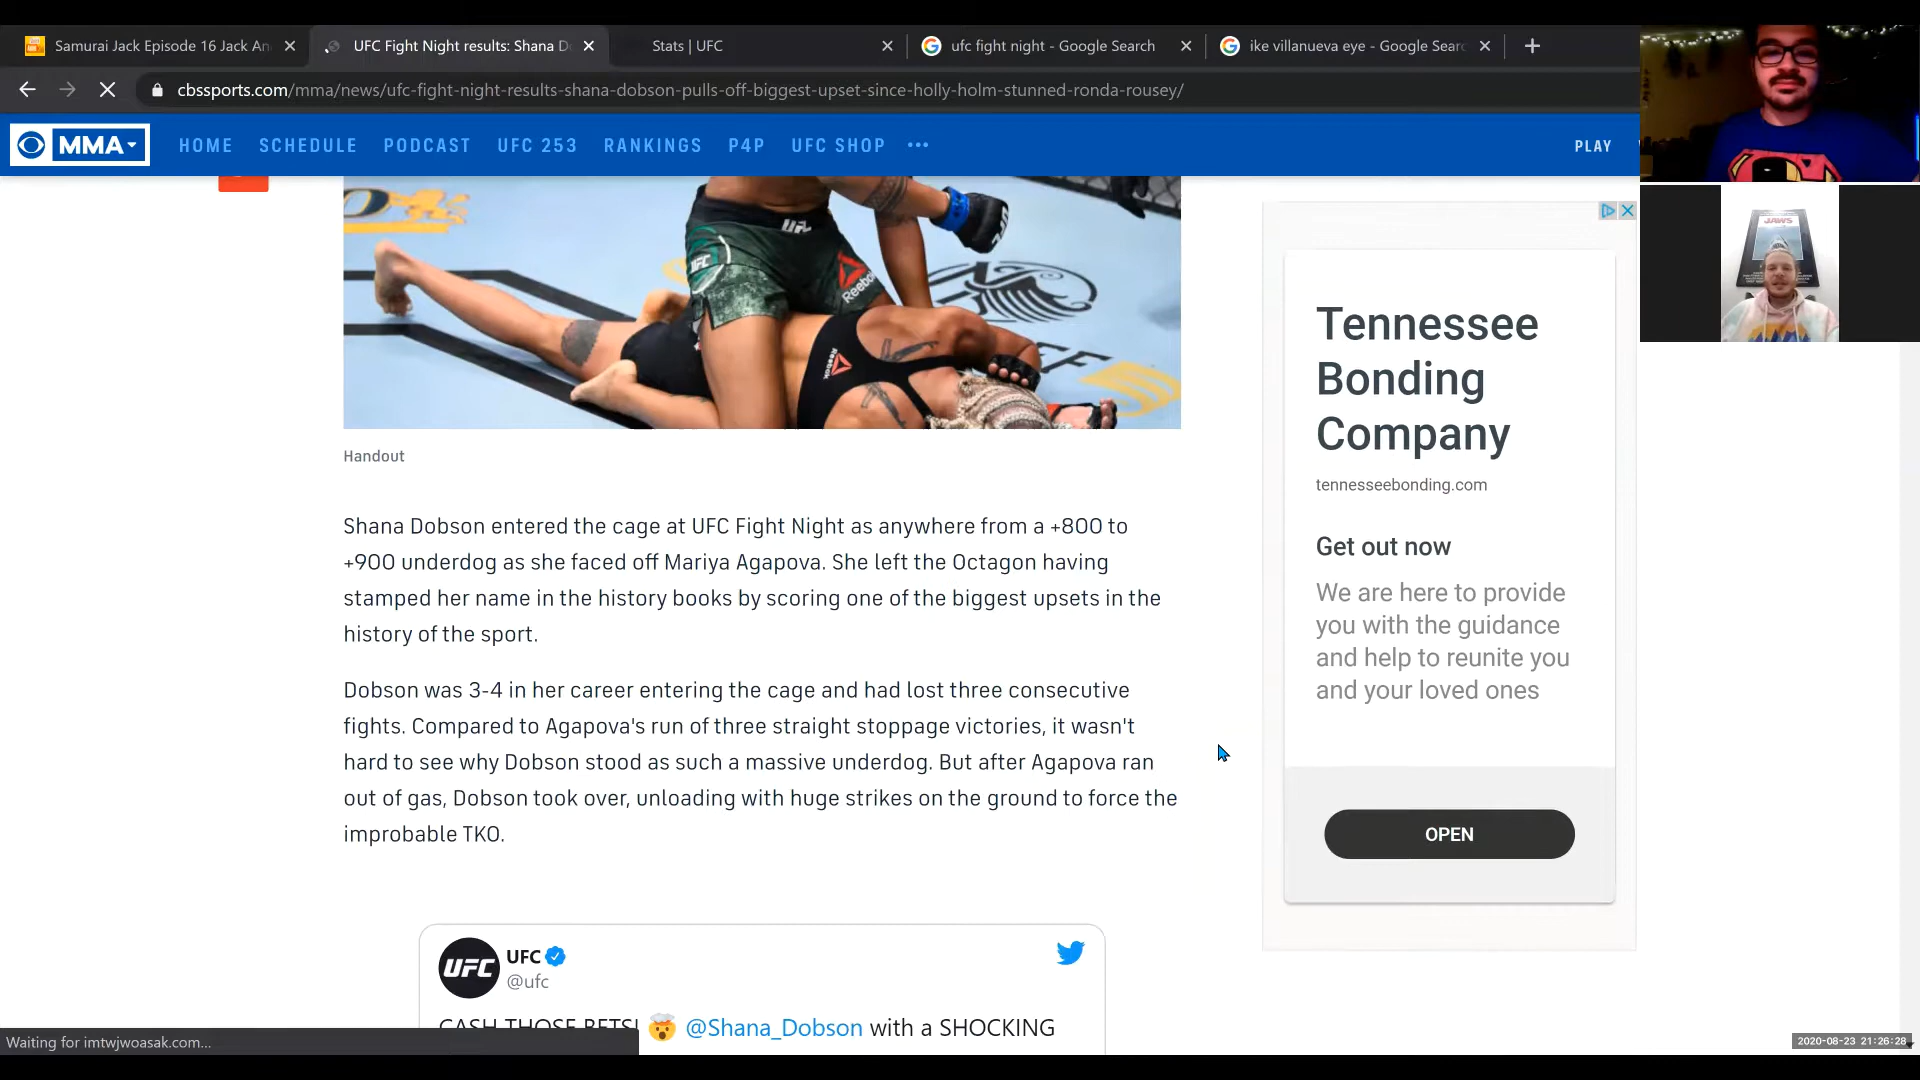 Samurai Jack Episode 16 Jack An
UFC Fight Night results: Shana D
Stats | UFC
ufc fight night - Google Search
ike villanueva eye - Google Sear
cbssports.com/mma/news/ufc-fight-night-results-shana-dobson-pulls-off-biggest-upset-since-holly-holm-stunned-ronda-rousey/
MMA HOME SCHEDULE PODCAST UFC 253 RANKINGS P4P UFC SHOP ••• PLAY
JAWS
UFC
UFC
Reebok
Reebok
Handout
Shana Dobson entered the cage at UFC Fight Night as anywhere from a +800 to
+900 underdog as she faced off Mariya Agapova. She left the Octagon having
stamped her name in the history books by scoring one of the biggest upsets in the
history of the sport.
Dobson was 3-4 in her career entering the cage and had lost three consecutive
fights. Compared to Agapova's run of three straight stoppage victories, it wasn't
hard to see why Dobson stood as such a massive underdog. But after Agapova ran
out of gas, Dobson took over, unloading with huge strikes on the ground to force the
improbable TKO.
Tennessee
Bonding
Company
tennesseebonding.com
Get out now
We are here to provide
you with the guidance
and help to reunite you
and your loved ones
OPEN
UFC
UFC
@ufc
CASH THOSE BETS! 🤯 @Shana_Dobson with a SHOCKING
Waiting for imtwjwoasak.com...
2020-08-23 21:26:28